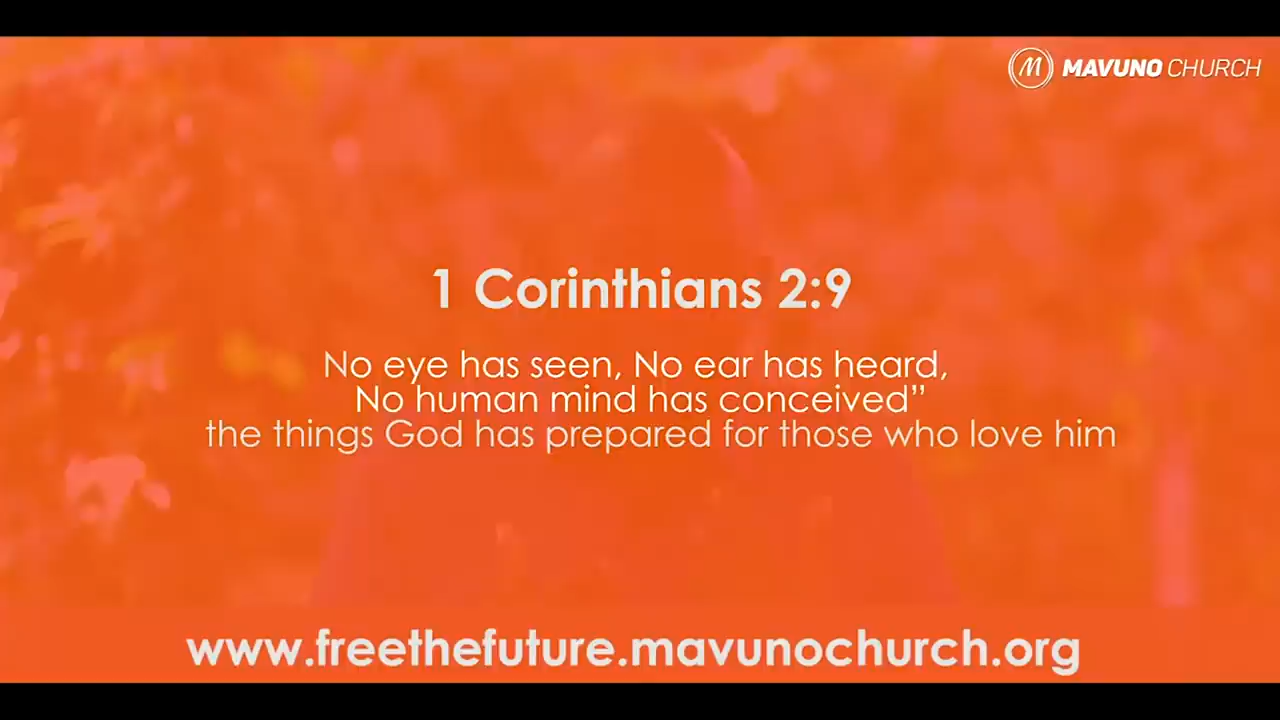 M MAVUNO CHURCH
1 Corinthians 2:9
No eye has seen, No ear has heard,
No human mind has conceived”
the things God has prepared for those who love him
www.freethefuture.mavunochurch.org